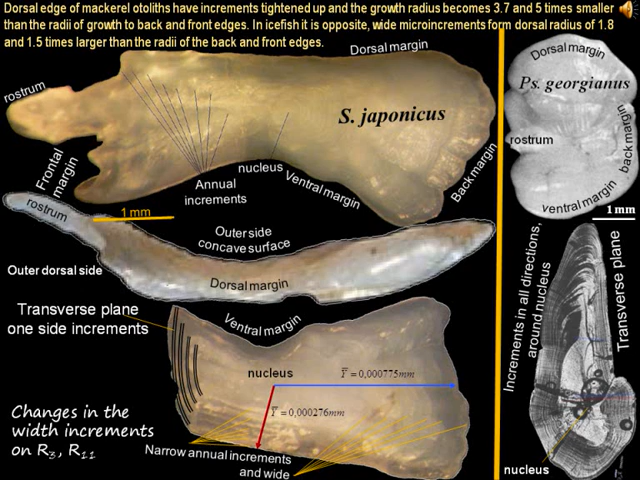 Dorsal edge of mackerel otoliths have increments tightened up and the growth radius becomes 3.7 and 5 times smaller
than the radii of growth to back and front edges. In icefish it is opposite, wide microincrements form dorsal radius of 1.8
and 1.5 times larger than the radii of the back and front edges.
Dorsal margin
rostrum
S. japonicus
Frontal
margin
nucleus
Annual
increments
Ventral margin
Back margin
Dorsal margin
Ps. georgianus
rostrum
back margin
ventral margin
1 mm
rostrum
1 mm
Outer side
concave surface
Outer dorsal side
Dorsal margin
Transverse plane
one side increments
Ventral margin
nucleus
Y̅ = 0,000775mm
Y̅ = 0,000276mm
Changes in the
width increments
on R₃, R₁₁
Narrow annual increments
and wide
Increments in all directions,
around nucleus
Transverse plane
nucleus